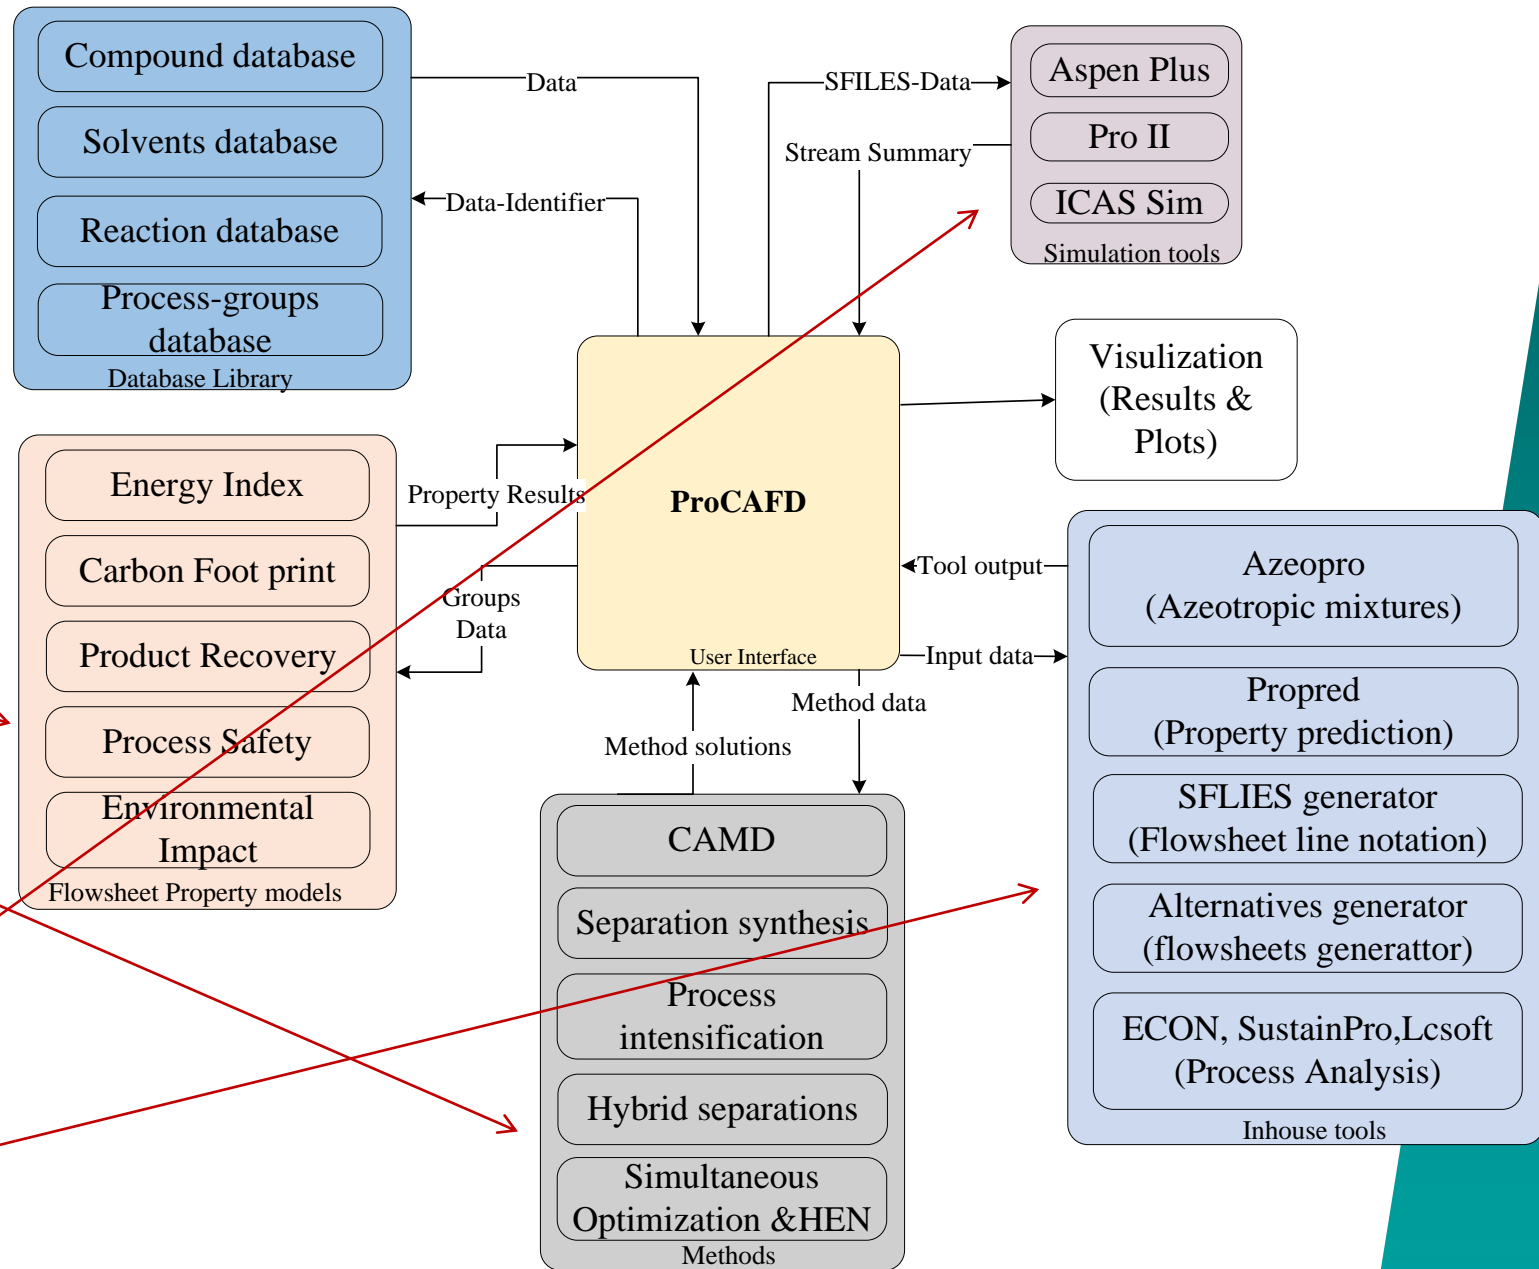 Compound database
Solvents database
Reaction database
Process-groups
database
Database Library
Data
Data-Identifier
SFILES-Data
Stream Summary
Aspen Plus
Pro II
ICAS Sim
Simulation tools
Visulization
(Results &
Plots)
Energy Index
Carbon Foot print
Product Recovery
Process Safety
Environmental
Impact
Flowsheet Property models
Property Results
Groups
Data
ProCAFD
User Interface
Tool output
Input data
Method data
Method solutions
Azeopro
(Azeotropic mixtures)
Propred
(Property prediction)
SFLIES generator
(Flowsheet line notation)
Alternatives generator
(flowsheets generattor)
ECON, SustainPro,Lcsoft
(Process Analysis)
Inhouse tools
CAMD
Separation synthesis
Process
intensification
Hybrid separations
Simultaneous
Optimization &HEN
Methods